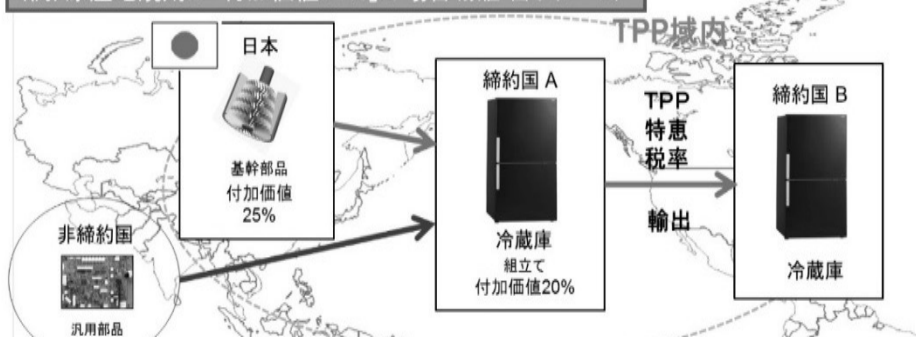 TPP域内
日本
基幹部品
付加価値
25%
非締約国
汎用部品
締約国 A
冷蔵庫
組立て
付加価値20%
TPP
特恵
税率
輸出
締約国 B
冷蔵庫